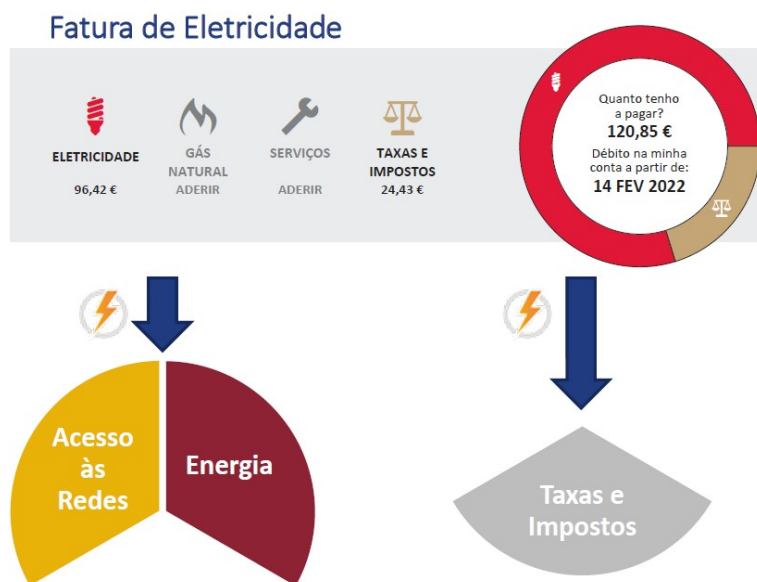 Fatura de Eletricidade
ELETRICIDADE
96,42 €
GÁS
NATURAL
ADERIR
SERVIÇOS
ADERIR
TAXAS E
IMPOSTOS
24,43 €
Quanto tenho
a pagar?
120,85 €
Débito na minha
conta a partir de:
14 FEV 2022
Acesso
às
Redes
Energia
Taxas e
Impostos